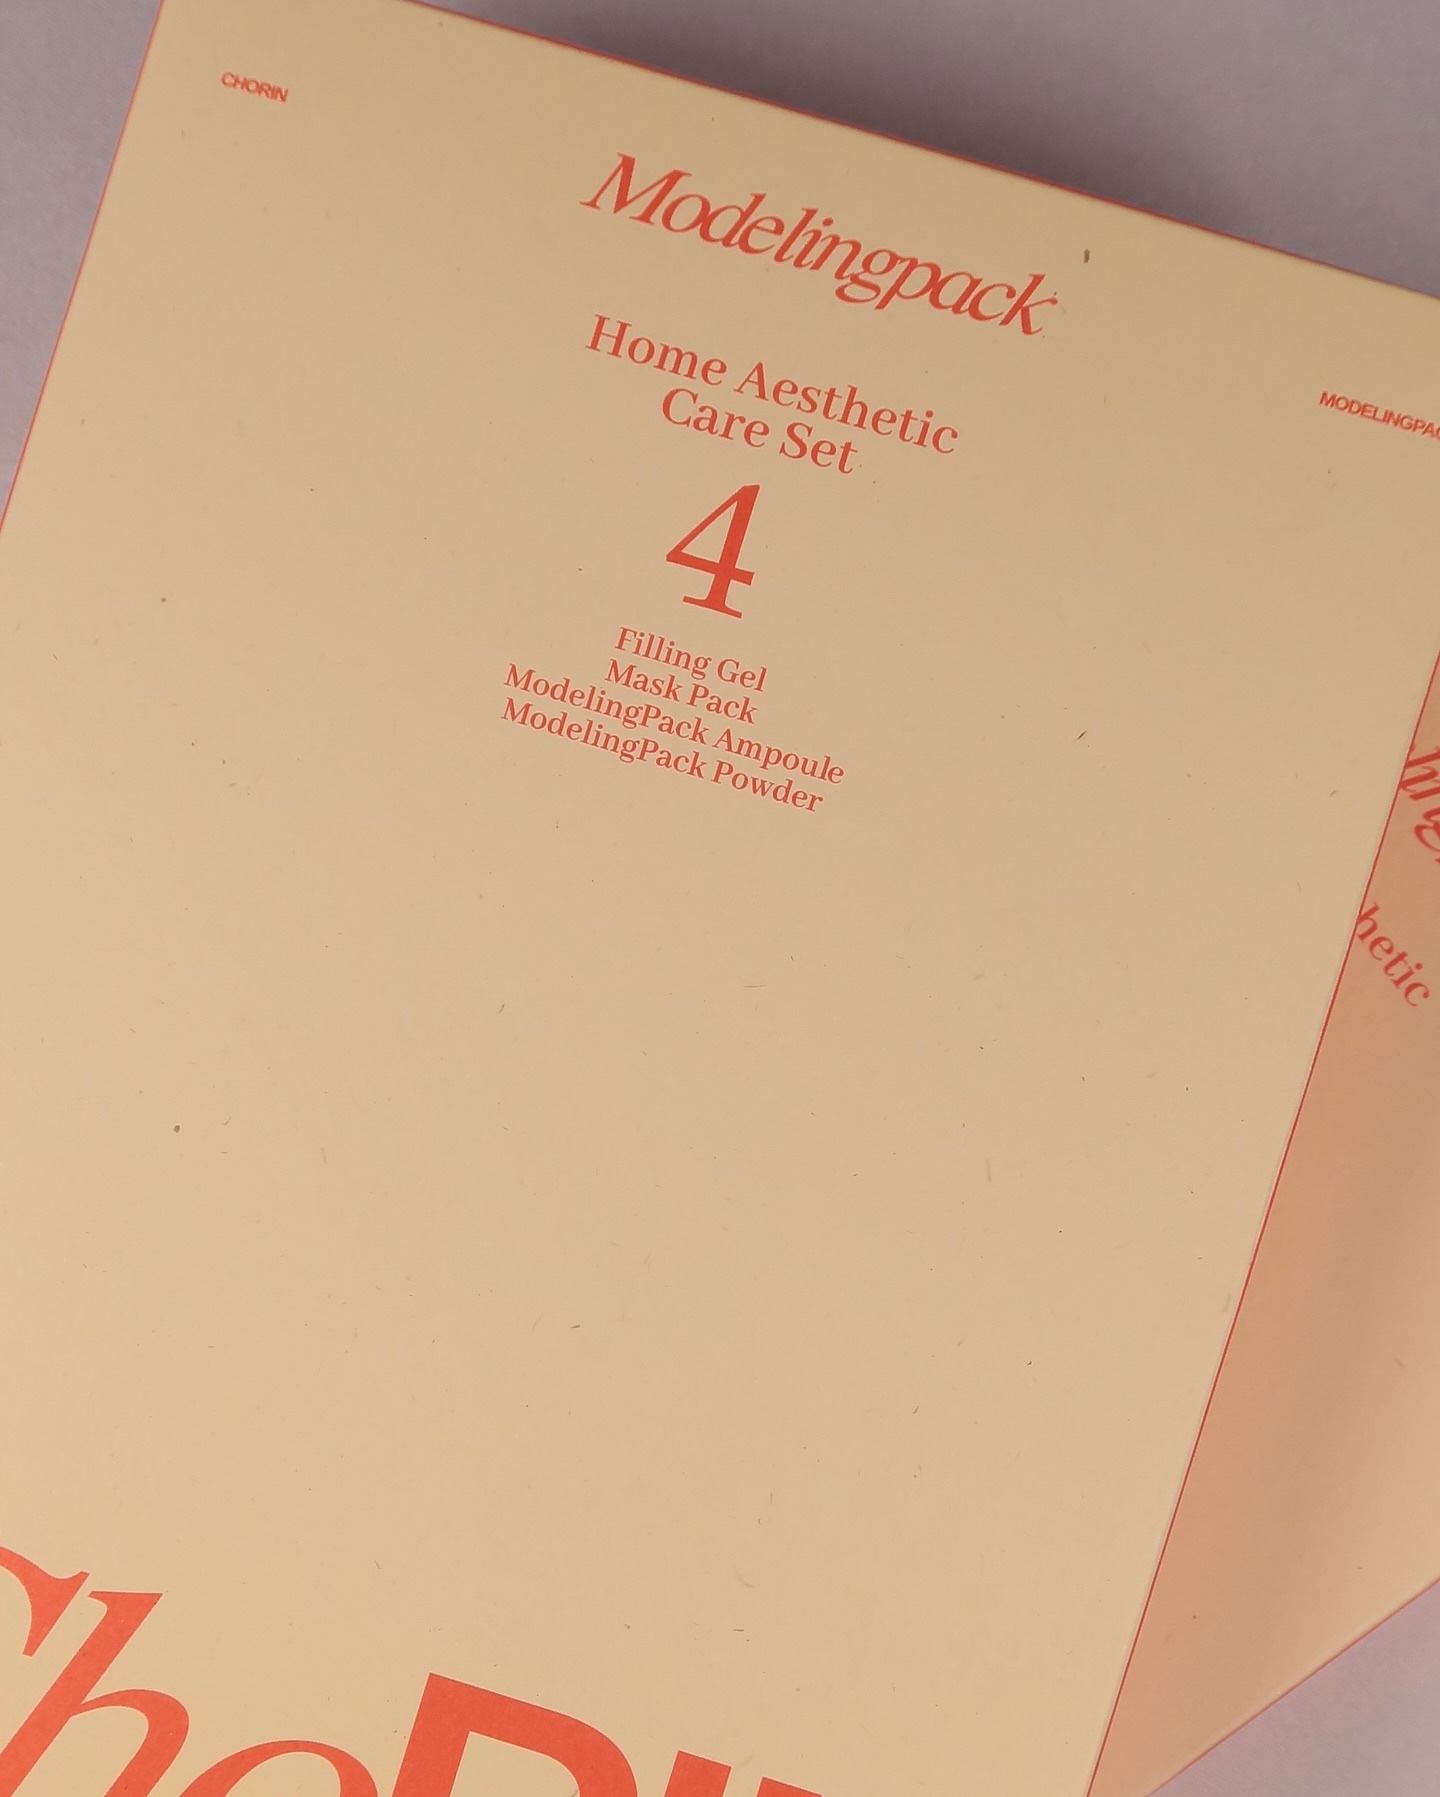 CHORIN
Modelingpack
MODELINGPAC
Home Aesthetic
Care Set
4
Filling Gel
Mask Pack
ModelingPack Ampoule
ModelingPack Powder
hetic